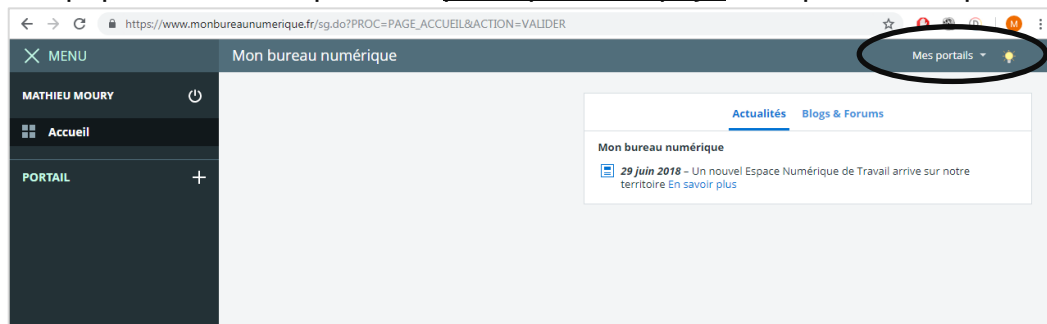 https://www.monbureaunumerique.fr/sg.do?PROC=PAGE_ACCUEIL&ACTION=VALIDER
M
MENU
Mon bureau numérique
Mes portails
MATHIEU MOURY
Accueil
PORTAIL
Actualités Blogs & Forums
Mon bureau numérique
29 juin 2018 – Un nouvel Espace Numérique de Travail arrive sur notre
territoire En savoir plus